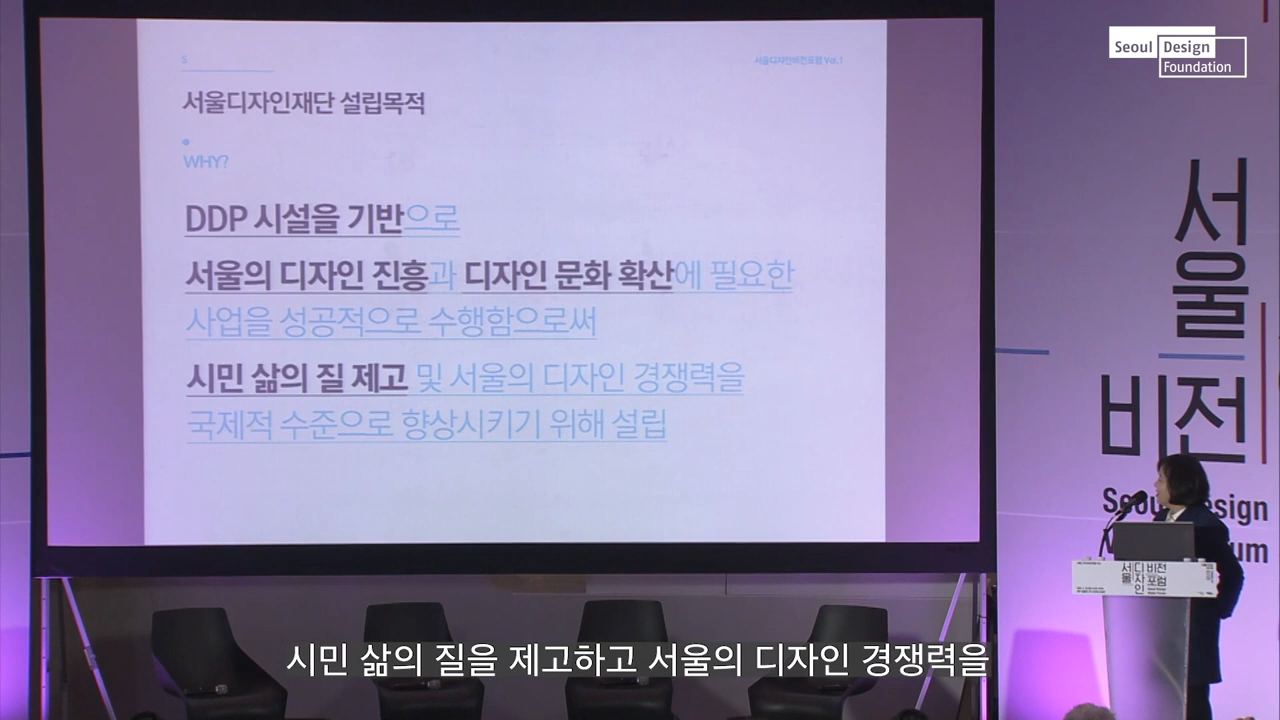 S
서울디자인비전포럼 Vol.1
서울디자인재단 설립목적
WHY?
DDP 시설을 기반으로
서울의 디자인 진흥과 디자인 문화 확산에 필요한
사업을 성공적으로 수행함으로써
시민 삶의 질 제고 및 서울의 디자인 경쟁력을
국제적 수준으로 향상시키기 위해 설립
Seoul Design
Foundation
서울
비전
Seoul Design
서울 디자인 비전 포럼
시민 삶의 질을 제고하고 서울의 디자인 경쟁력을